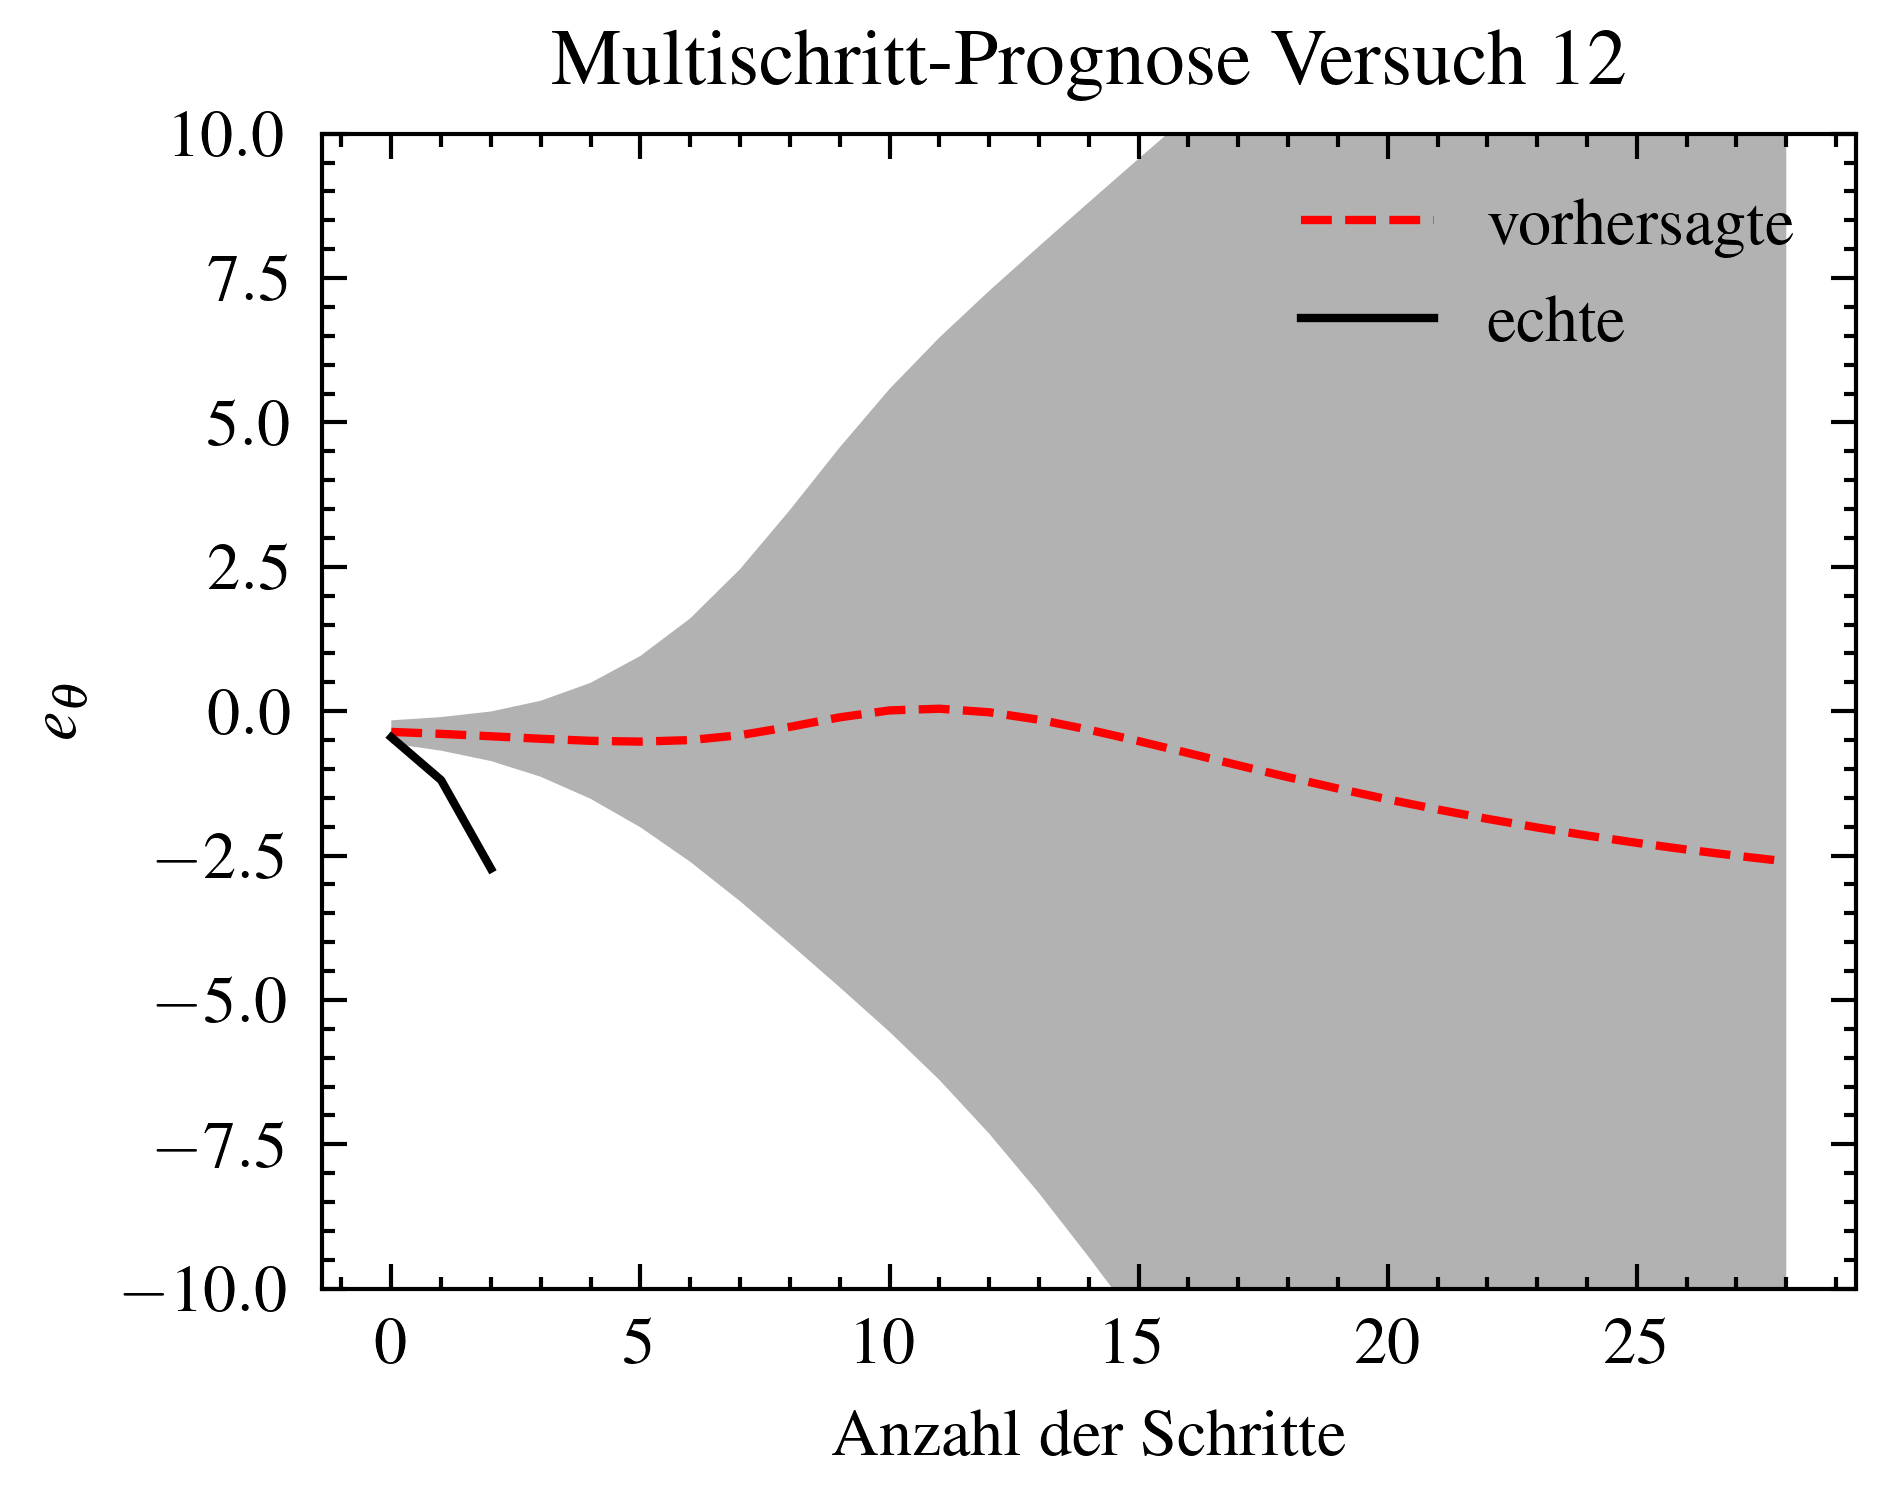 Multischritt-Prognose Versuch 12
10.0
7.5
5.0
2.5
0.0
−2.5
−5.0
−7.5
−10.0
e_θ
vorhersagte
echte
0 5 10 15 20 25
Anzahl der Schritte